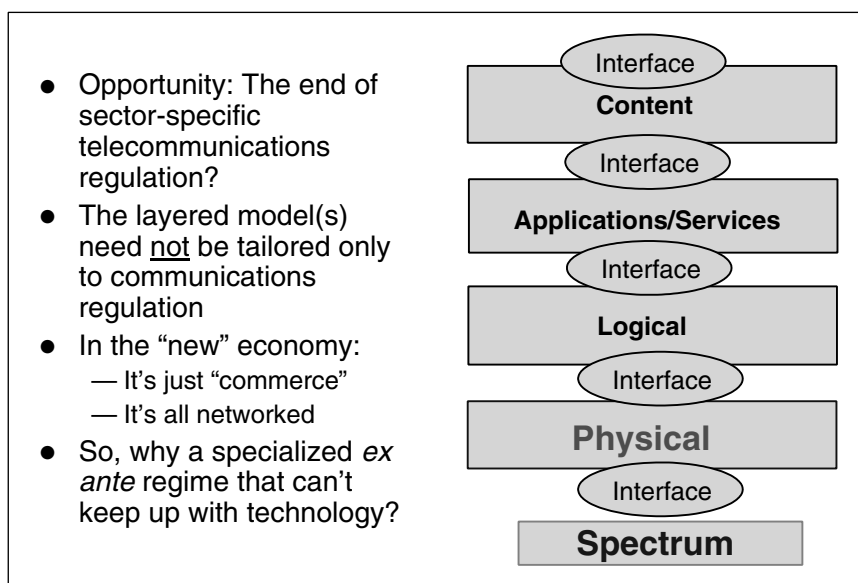 ● Opportunity: The end of
sector-specific
telecommunications
regulation?
● The layered model(s)
need not be tailored only
to communications
regulation
● In the “new” economy:
— It’s just “commerce”
— It’s all networked
● So, why a specialized ex
ante regime that can’t
keep up with technology?
Interface
Content
Interface
Applications/Services
Interface
Logical
Interface
Physical
Interface
Spectrum